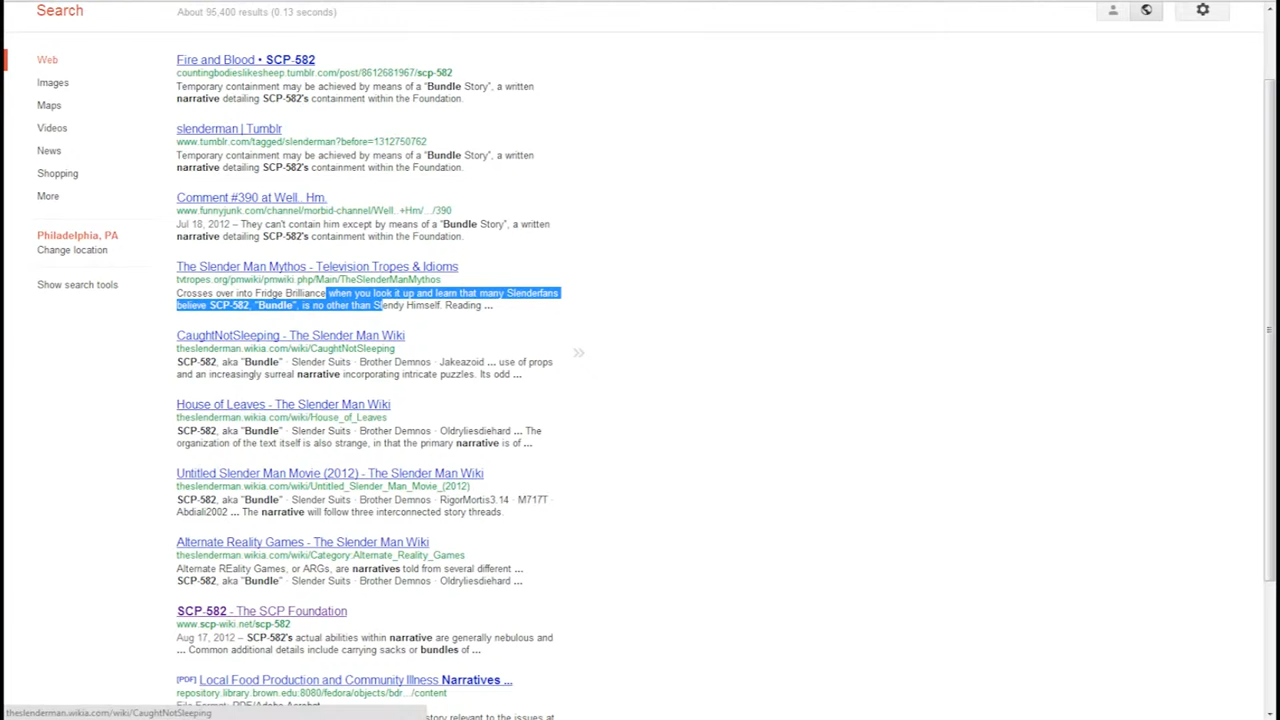 Search
About 95,400 results (0.13 seconds)
Web
Images
Maps
Videos
News
Shopping
More
Philadelphia, PA
Change location
Show search tools
Fire and Blood • SCP-582
countingbodieslikesheep.tumblr.com/post/8612681967/scp-582
Temporary containment may be achieved by means of a "Bundle Story", a written
narrative detailing SCP-582's containment within the Foundation.
slenderman | Tumblr
www.tumblr.com/tagged/slenderman?before=1312750762
Temporary containment may be achieved by means of a "Bundle Story", a written
narrative detailing SCP-582's containment within the Foundation.
Comment #390 at Well.. Hm.
www.funnyjunk.com/channel/morbid-channel/Well..+Hm/.../390
Jul 18, 2012 – They can't contain him except by means of a "Bundle Story", a written
narrative detailing SCP-582's containment within the Foundation.
The Slender Man Mythos - Television Tropes & Idioms
tvtropes.org/pmwiki/pmwiki.php/Main/TheSlenderManMythos
Crosses over into Fridge Brilliance when you look it up and learn that many Slenderfans
believe SCP-582, "Bundle", is no other than Slendy Himself. Reading ...
CaughtNotSleeping - The Slender Man Wiki
theslenderman.wikia.com/wiki/CaughtNotSleeping
SCP-582, aka "Bundle" · Slender Suits · Brother Demnos · Jakeazoid ... use of props
and an increasingly surreal narrative incorporating intricate puzzles. Its odd ...
House of Leaves - The Slender Man Wiki
theslenderman.wikia.com/wiki/House_of_Leaves
SCP-582, aka "Bundle" · Slender Suits · Brother Demnos · Oldryliesdiehard ... The
organization of the text itself is also strange, in that the primary narrative is of ...
Untitled Slender Man Movie (2012) - The Slender Man Wiki
theslenderman.wikia.com/wiki/Untitled_Slender_Man_Movie_(2012)
SCP-582, aka "Bundle" · Slender Suits · Brother Demnos · RigorMortis3.14 · M717T ·
Abdiali2002 ... The narrative will follow three interconnected story threads.
Alternate Reality Games - The Slender Man Wiki
theslenderman.wikia.com/wiki/Category:Alternate_Reality_Games
Alternate REality Games, or ARGs, are narratives told from several different ...
SCP-582, aka "Bundle" · Slender Suits · Brother Demnos · Oldryliesdiehard ...
SCP-582 - The SCP Foundation
www.scp-wiki.net/scp-582
Aug 17, 2012 – SCP-582's actual abilities within narrative are generally nebulous and
... Common additional details include carrying sacks or bundles of ...
[PDF] Local Food Production and Community Illness Narratives ...
repository.library.brown.edu:8080/fedora/objects/bdr.../content
File Format: PDF/Adobe Acrobat
story relevant to the issues at
theslenderman.wikia.com/wiki/CaughtNotSleeping